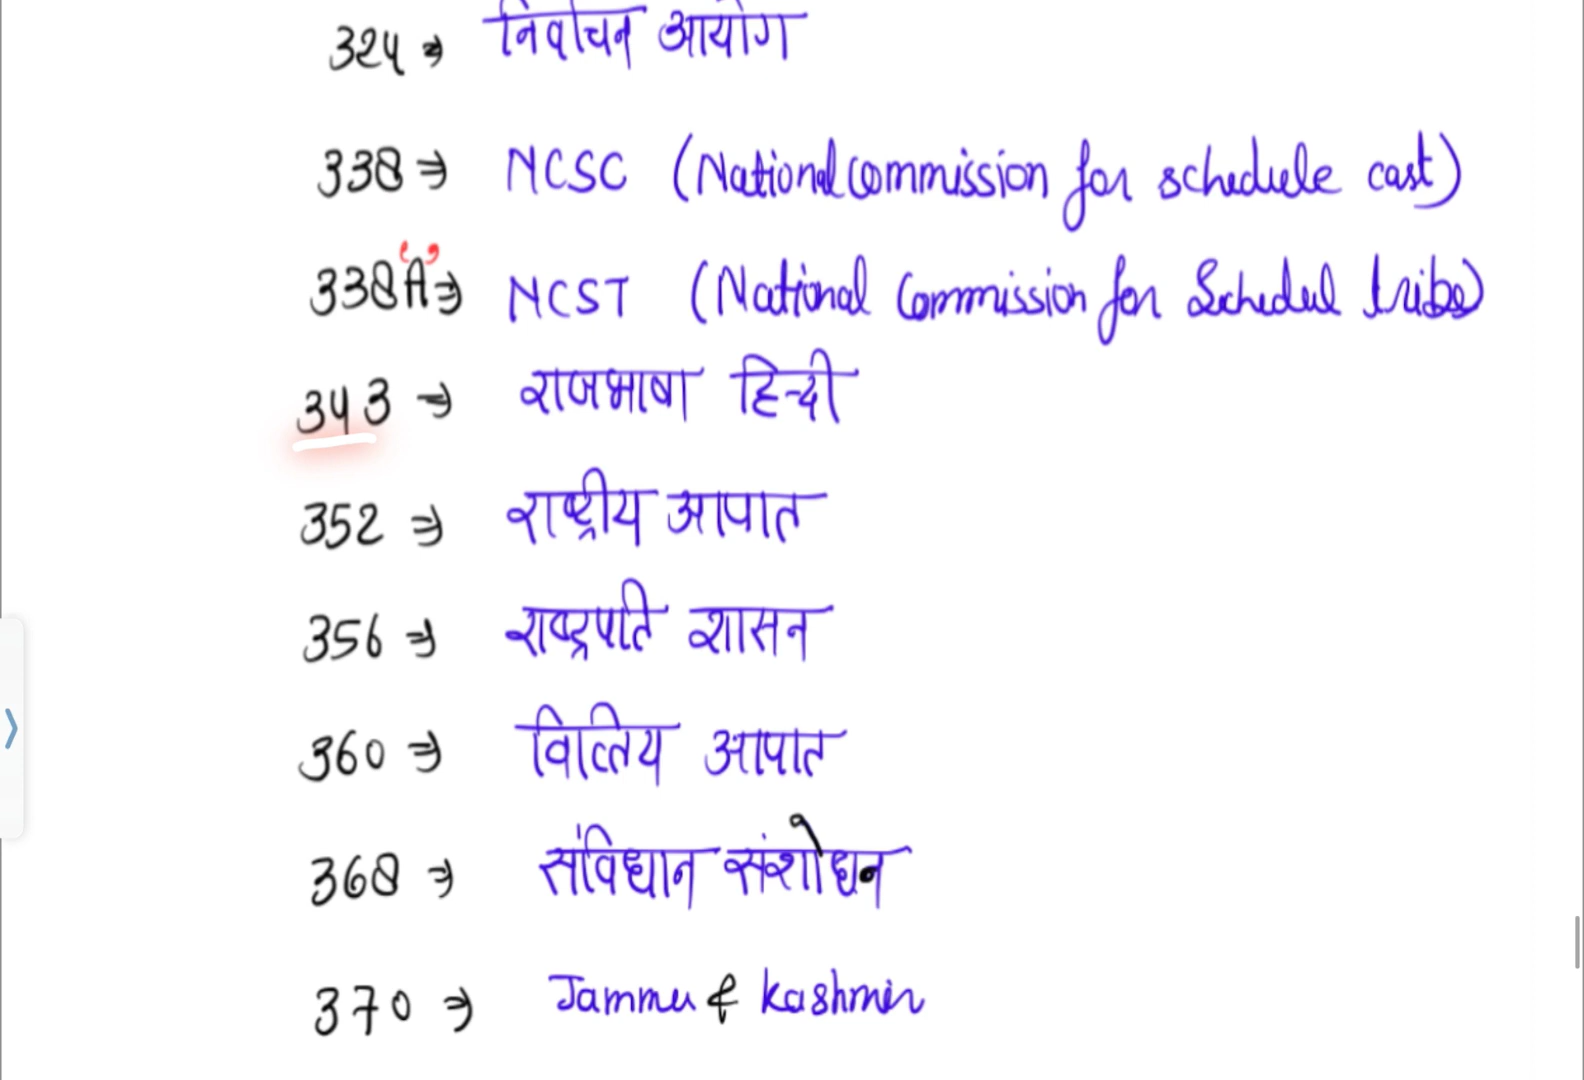 324 ⇒ निर्वाचन आयोग
338 ⇒ NCSC (National Commission for schedule cast)
338 'A' ⇒ NCST (National Commission for Schedul tribe)
343 ⇒ राजभाषा हिन्दी
352 ⇒ राष्ट्रीय आपात
356 ⇒ राष्ट्रपति शासन
360 ⇒ वित्तिय आपात
368 ⇒ संविधान संशोधन
370 ⇒ Jammu & Kashmir